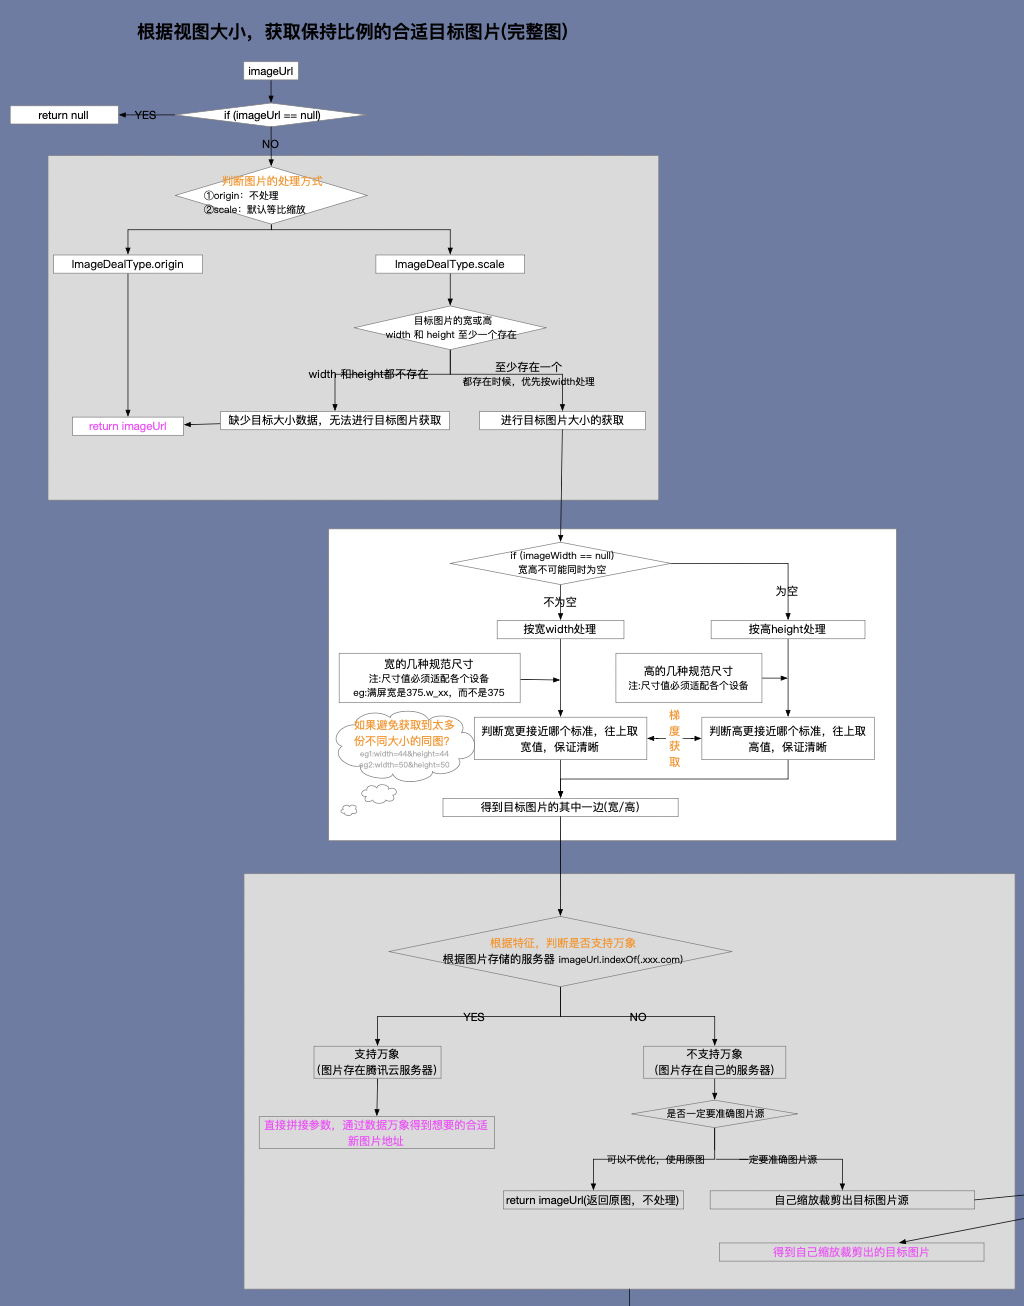 根据视图大小，获取保持比例的合适目标图片(完整图)
imageUrl
return null
YES
if (imageUrl == null)
NO
判断图片的处理方式
①origin：不处理
②scale：默认等比缩放
ImageDealType.origin
ImageDealType.scale
目标图片的宽或高
width 和 height 至少一个存在
width 和height都不存在
至少存在一个
都存在时候，优先按width处理
return imageUrl
缺少目标大小数据，无法进行目标图片获取
进行目标图片大小的获取
if (imageWidth == null)
宽高不可能同时为空
不为空
为空
按宽width处理
按高height处理
宽的几种规范尺寸
注:尺寸值必须适配各个设备
eg:满屏宽是375.w_xx，而不是375
高的几种规范尺寸
注:尺寸值必须适配各个设备
如果避免获取到太多
份不同大小的同图?
eg1:width=44&height=44
eg2:width=50&height=50
判断宽更接近哪个标准，往上取
宽值，保证清晰
梯
度
获
取
判断高更接近哪个标准，往上取
高值，保证清晰
得到目标图片的其中一边(宽/高)
根据特征，判断是否支持万象
根据图片存储的服务器 imageUrl.indexOf(.xxx.com)
YES
NO
支持万象
(图片存在腾讯云服务器)
不支持万象
(图片存在自己的服务器)
直接拼接参数，通过数据万象得到想要的合适
新图片地址
是否一定要准确图片源
可以不优化，使用原图
一定要准确图片源
return imageUrl(返回原图，不处理)
自己缩放裁剪出目标图片源
得到自己缩放裁剪出的目标图片